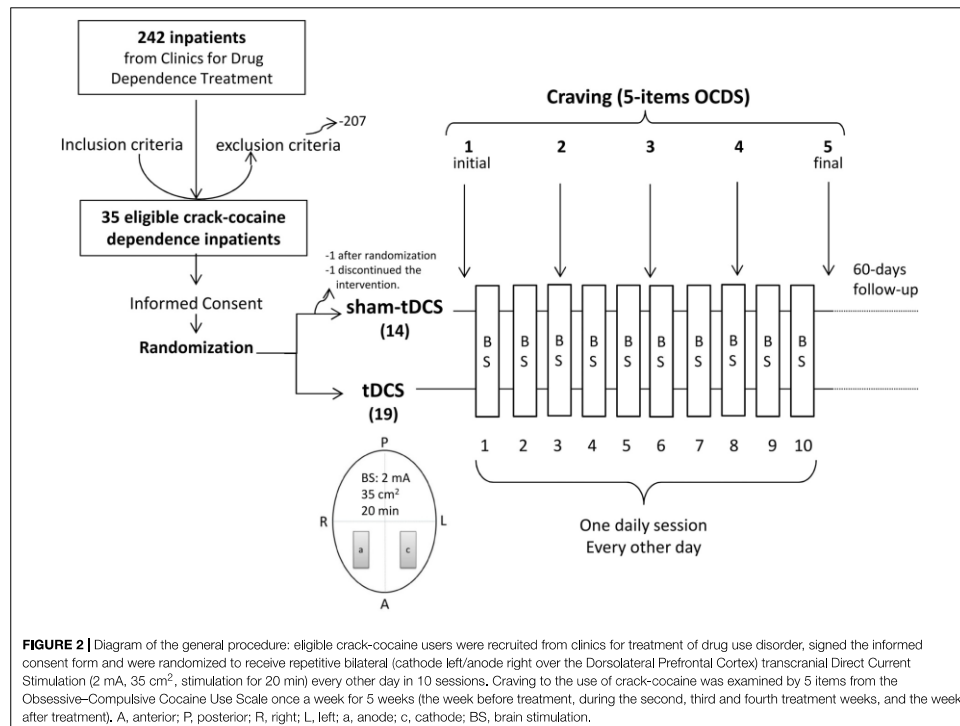 242 inpatients
from Clinics for Drug
Dependence Treatment
Inclusion criteria
exclusion criteria
-207
35 eligible crack-cocaine
dependence inpatients
Informed Consent
Randomization
-1 after randomization
-1 discontinued the
intervention.
sham-tDCS
(14)
tDCS
(19)
Craving (5-items OCDS)
1 2 3 4 5
initial final
60-days
follow-up
B B B B B B B B B B
S S S S S S S S S S
1 2 3 4 5 6 7 8 9 10
One daily session
Every other day
P
BS: 2 mA
35 cm²
20 min
R L
a c
A
FIGURE 2 | Diagram of the general procedure: eligible crack-cocaine users were recruited from clinics for treatment of drug use disorder, signed the informed
consent form and were randomized to receive repetitive bilateral (cathode left/anode right over the Dorsolateral Prefrontal Cortex) transcranial Direct Current
Stimulation (2 mA, 35 cm², stimulation for 20 min) every other day in 10 sessions. Craving to the use of crack-cocaine was examined by 5 items from the
Obsessive–Compulsive Cocaine Use Scale once a week for 5 weeks (the week before treatment, during the second, third and fourth treatment weeks, and the week
after treatment). A, anterior; P, posterior; R, right; L, left; a, anode; c, cathode; BS, brain stimulation.